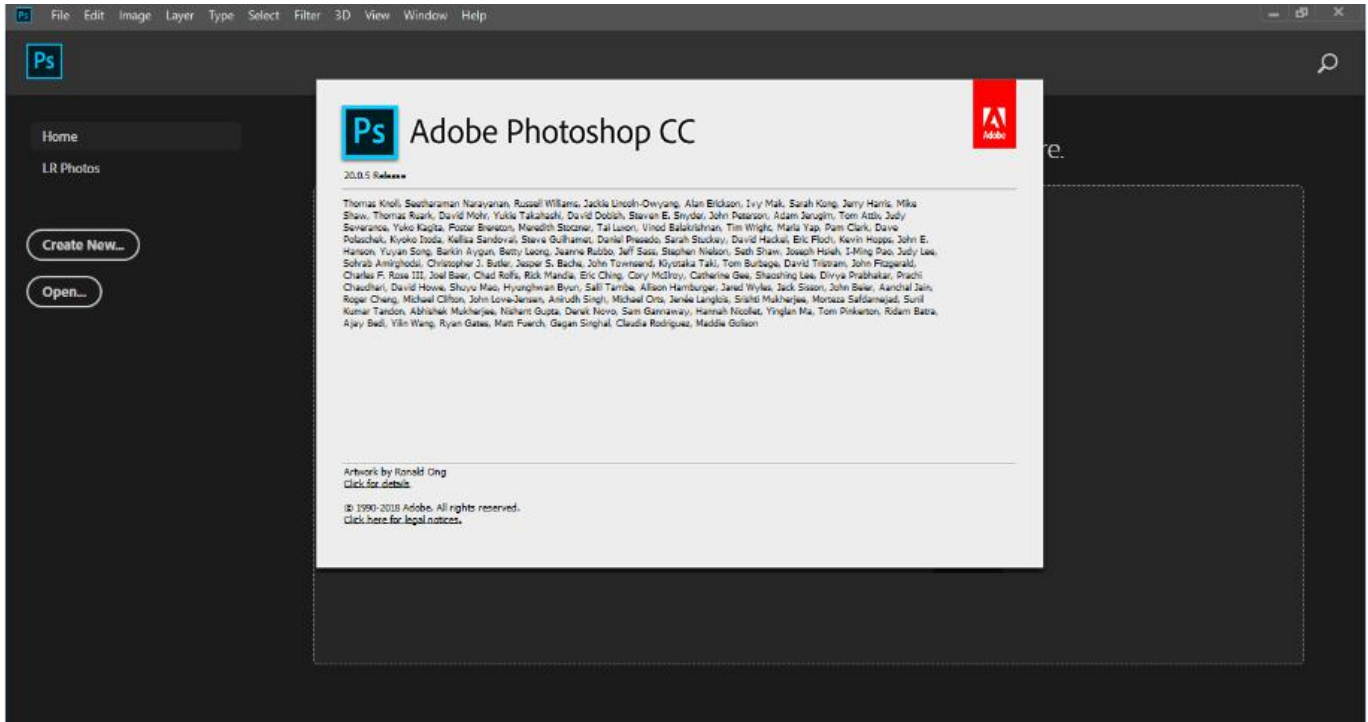 Ps File Edit Image Layer Type Select Filter 3D View Window Help
Ps
Home
LR Photos
Create New...
Open...
re.
Ps Adobe Photoshop CC
Adobe
20.0.5 Release
Thomas Knoll, Seetharaman Narayanan, Russell Williams, Jackie Lincoln-Owyang, Alan Erickson, Ivy Mak, Sarah Kong, Jerry Harris, Mike
Shaw, Thomas Ruark, David Mohr, Yukie Takahashi, David Dobish, Steven E. Snyder, John Peterson, Adam Jerugim, Tom Attix, Judy
Severance, Yuko Kagita, Foster Brereton, Meredith Stotzner, Tai Luxon, Vinod Balakrishnan, Tim Wright, Maria Yap, Pam Clark, Dave
Polaschek, Kyoko Itoda, Kellisa Sandoval, Steve Guilhamet, Daniel Presedo, Sarah Stuckey, David Hackel, Eric Floch, Kevin Hopps, John E.
Hanson, Yuyan Song, Barkin Aygun, Betty Leong, Jeanne Rubbo, Jeff Sass, Stephen Nielson, Seth Shaw, Joseph Hsieh, I-Ming Pao, Judy Lee,
Sohrab Amirghodsi, Christopher J. Butler, Jesper S. Bache, John Townsend, Kiyotaka Taki, Tom Burbage, David Tristram, John Fitzgerald,
Charles F. Rose III, Joel Baer, Chad Rolfs, Rick Mandia, Eric Ching, Cory McIlroy, Catherine Gee, Shaoshing Lee, Divya Prabhakar, Prachi
Chaudhari, David Howe, Shuyu Mao, Hyunghwan Byun, Salil Tambe, Allison Hamburger, Jared Wyles, Jack Sisson, John Beier, Aanchal Jain,
Roger Cheng, Michael Clifton, John Love-Jensen, Anirudh Singh, Michael Orts, Jenée Langlois, Srishti Mukherjee, Morteza Safdarnejad, Sunil
Kumar Tandon, Abhishek Mukherjee, Nishant Gupta, Derek Novo, Sam Gannaway, Hannah Nicollet, Yinglan Ma, Tom Pinkerton, Ridam Batra,
Ajay Bedi, Yilin Wang, Ryan Gates, Matt Fuerch, Gagan Singhal, Claudia Rodriguez, Maddie Golison
Artwork by Ronald Ong
Click for details
© 1990-2018 Adobe. All rights reserved.
Click here for legal notices.